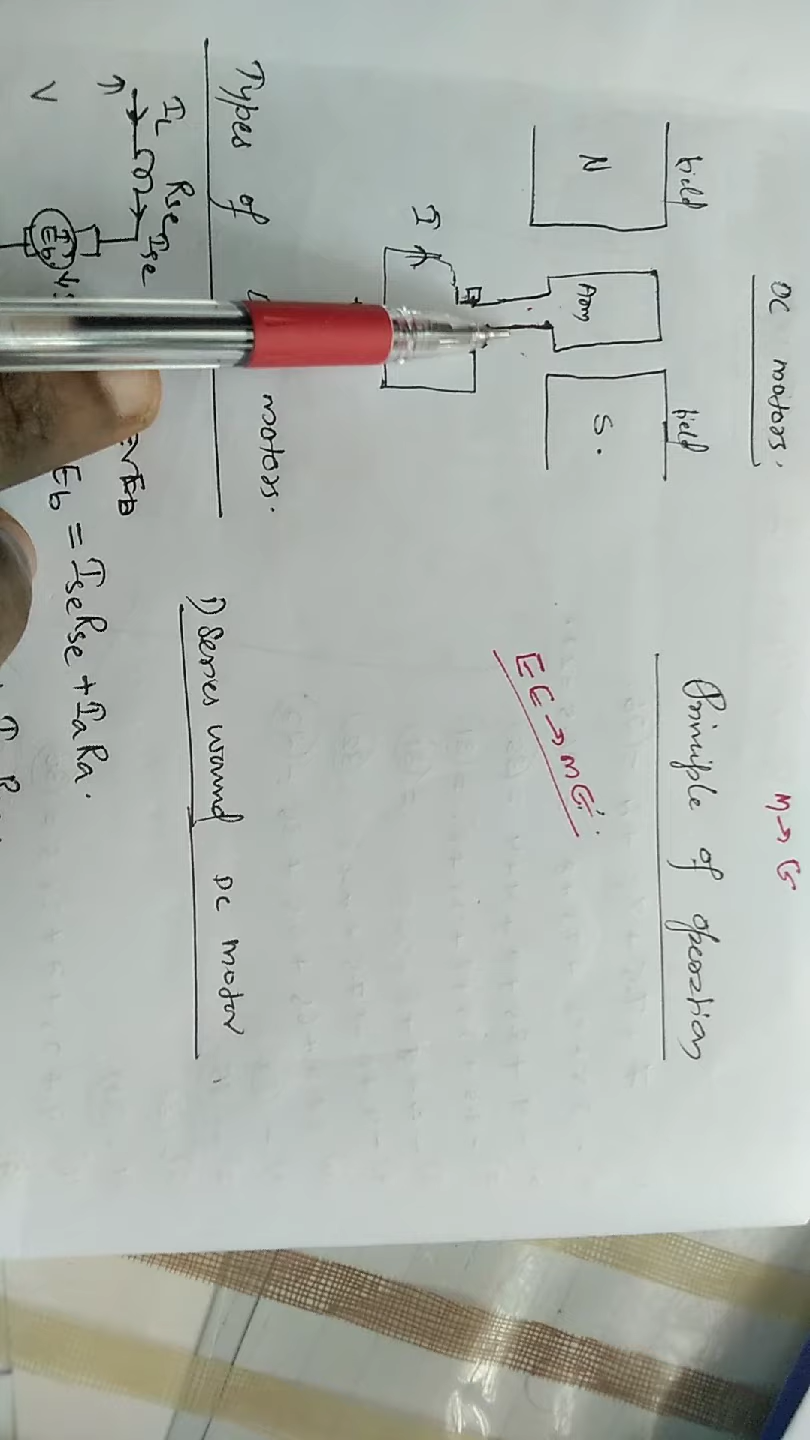 DC motors.
M → G
field
field
Principle of operation
N
Arm
S.
EE → ME
I
Types of
motors.
1) Series wound DC motor
IL Rse Ise
V
Eb
Eb = IseRse + IaRa.